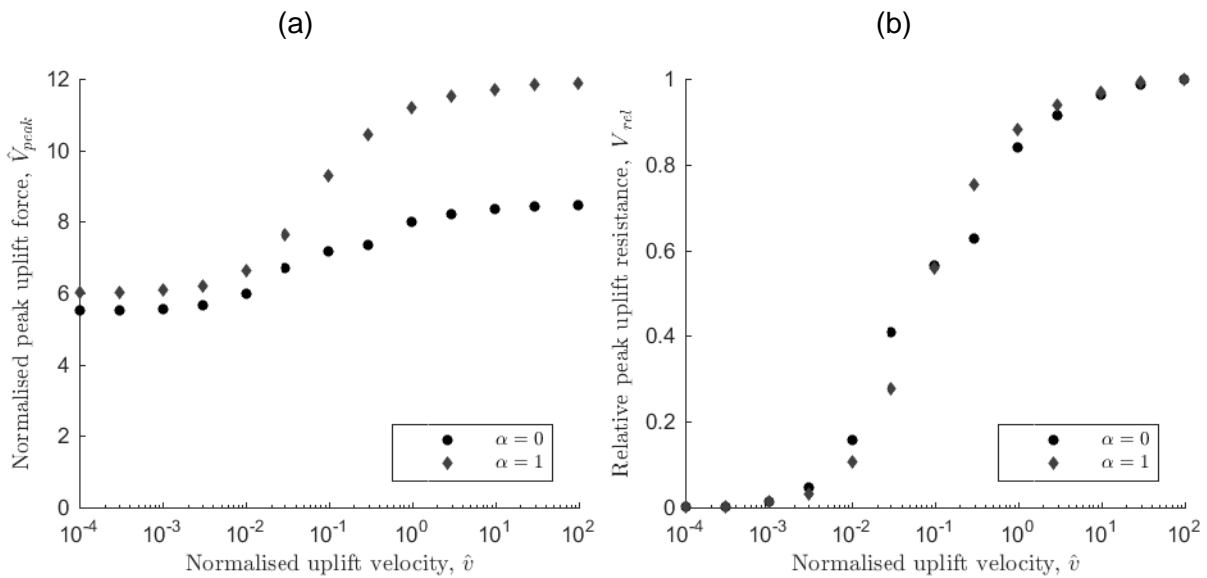 (a)
Normalised peak uplift force, V̂peak
12
10
8
6
4
2
0
10-4
10-3
10-2
10-1
100
101
102
Normalised uplift velocity, v̂
α = 0
α = 1
(b)
Relative peak uplift resistance, Vrel
1
0.8
0.6
0.4
0.2
0
10-4
10-3
10-2
10-1
100
101
102
Normalised uplift velocity, v̂
α = 0
α = 1